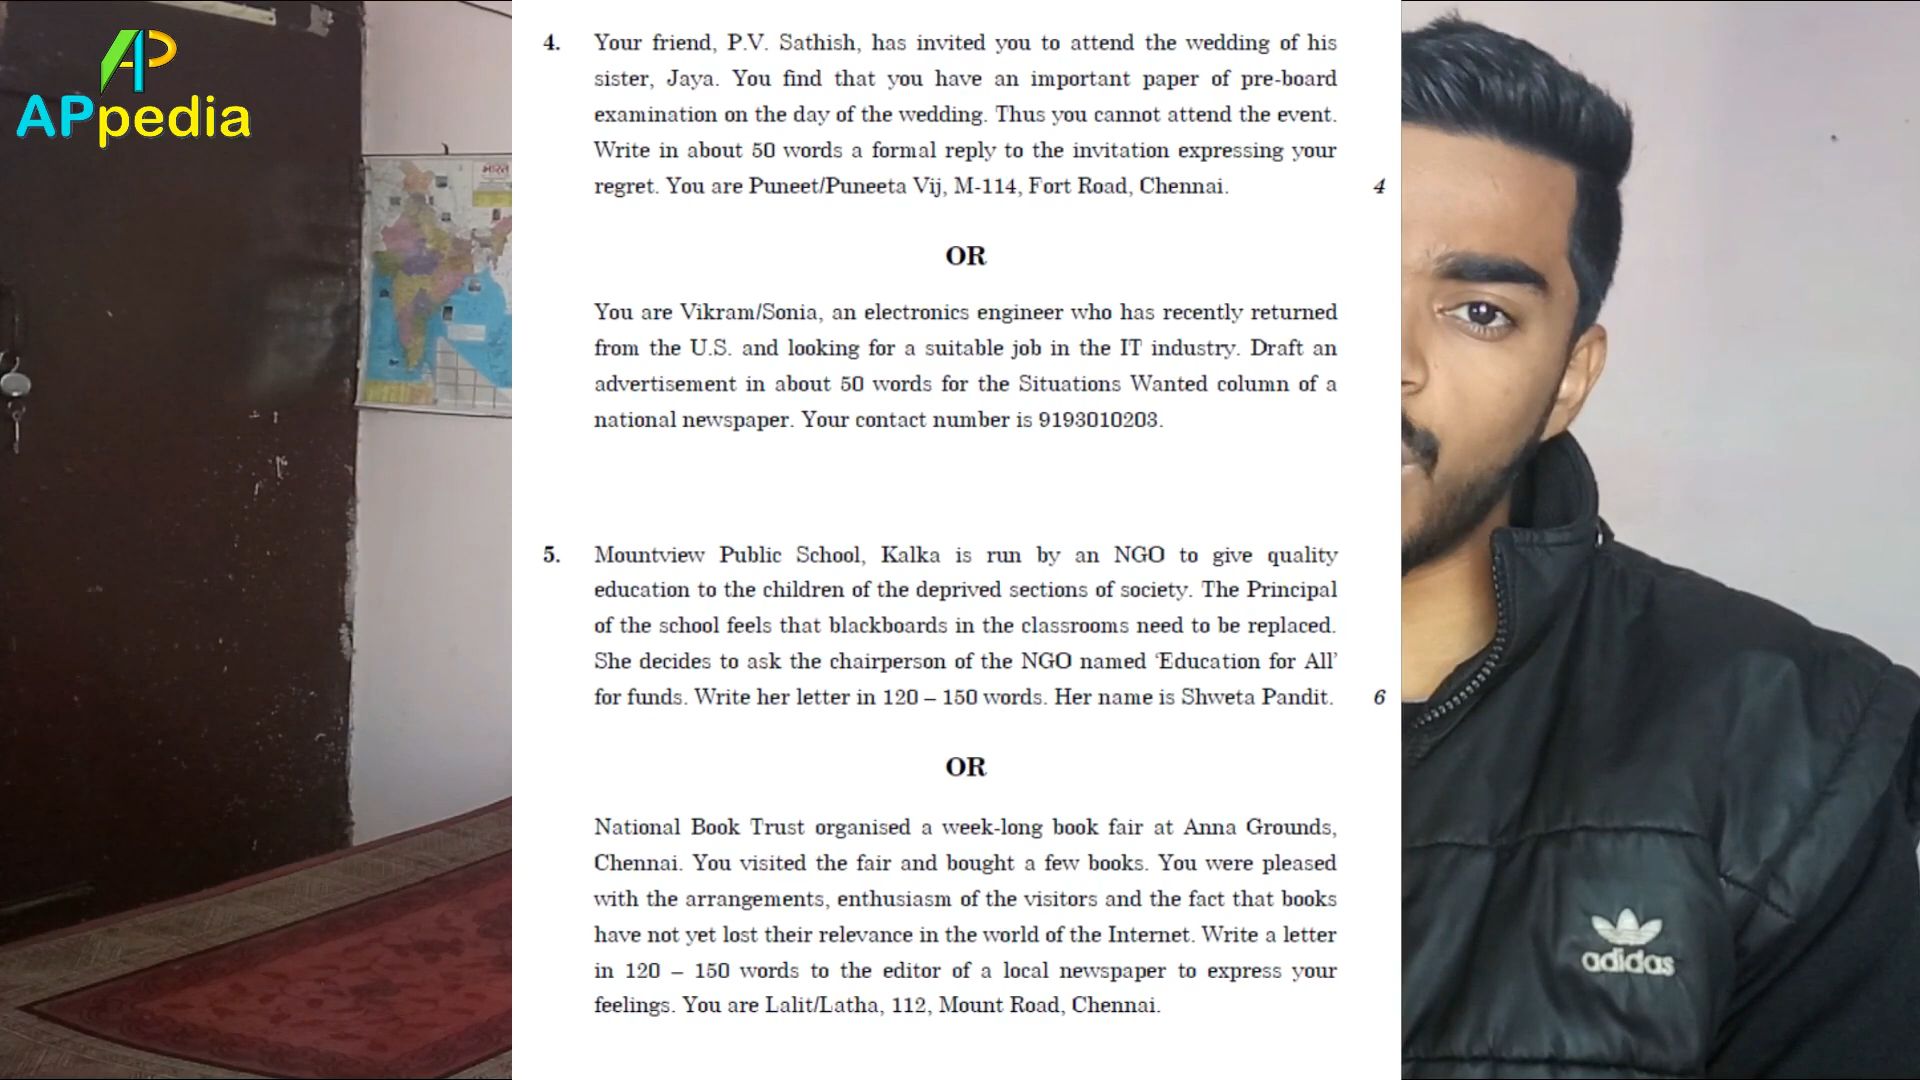 AP
APpedia
भारत
4. Your friend, P.V. Sathish, has invited you to attend the wedding of his
sister, Jaya. You find that you have an important paper of pre-board
examination on the day of the wedding. Thus you cannot attend the event.
Write in about 50 words a formal reply to the invitation expressing your
regret. You are Puneet/Puneeta Vij, M-114, Fort Road, Chennai. 4
OR
You are Vikram/Sonia, an electronics engineer who has recently returned
from the U.S. and looking for a suitable job in the IT industry. Draft an
advertisement in about 50 words for the Situations Wanted column of a
national newspaper. Your contact number is 9193010203.
5. Mountview Public School, Kalka is run by an NGO to give quality
education to the children of the deprived sections of society. The Principal
of the school feels that blackboards in the classrooms need to be replaced.
She decides to ask the chairperson of the NGO named ‘Education for All’
for funds. Write her letter in 120 – 150 words. Her name is Shweta Pandit. 6
OR
National Book Trust organised a week-long book fair at Anna Grounds,
Chennai. You visited the fair and bought a few books. You were pleased
with the arrangements, enthusiasm of the visitors and the fact that books
have not yet lost their relevance in the world of the Internet. Write a letter
in 120 – 150 words to the editor of a local newspaper to express your
feelings. You are Lalit/Latha, 112, Mount Road, Chennai.
adidas